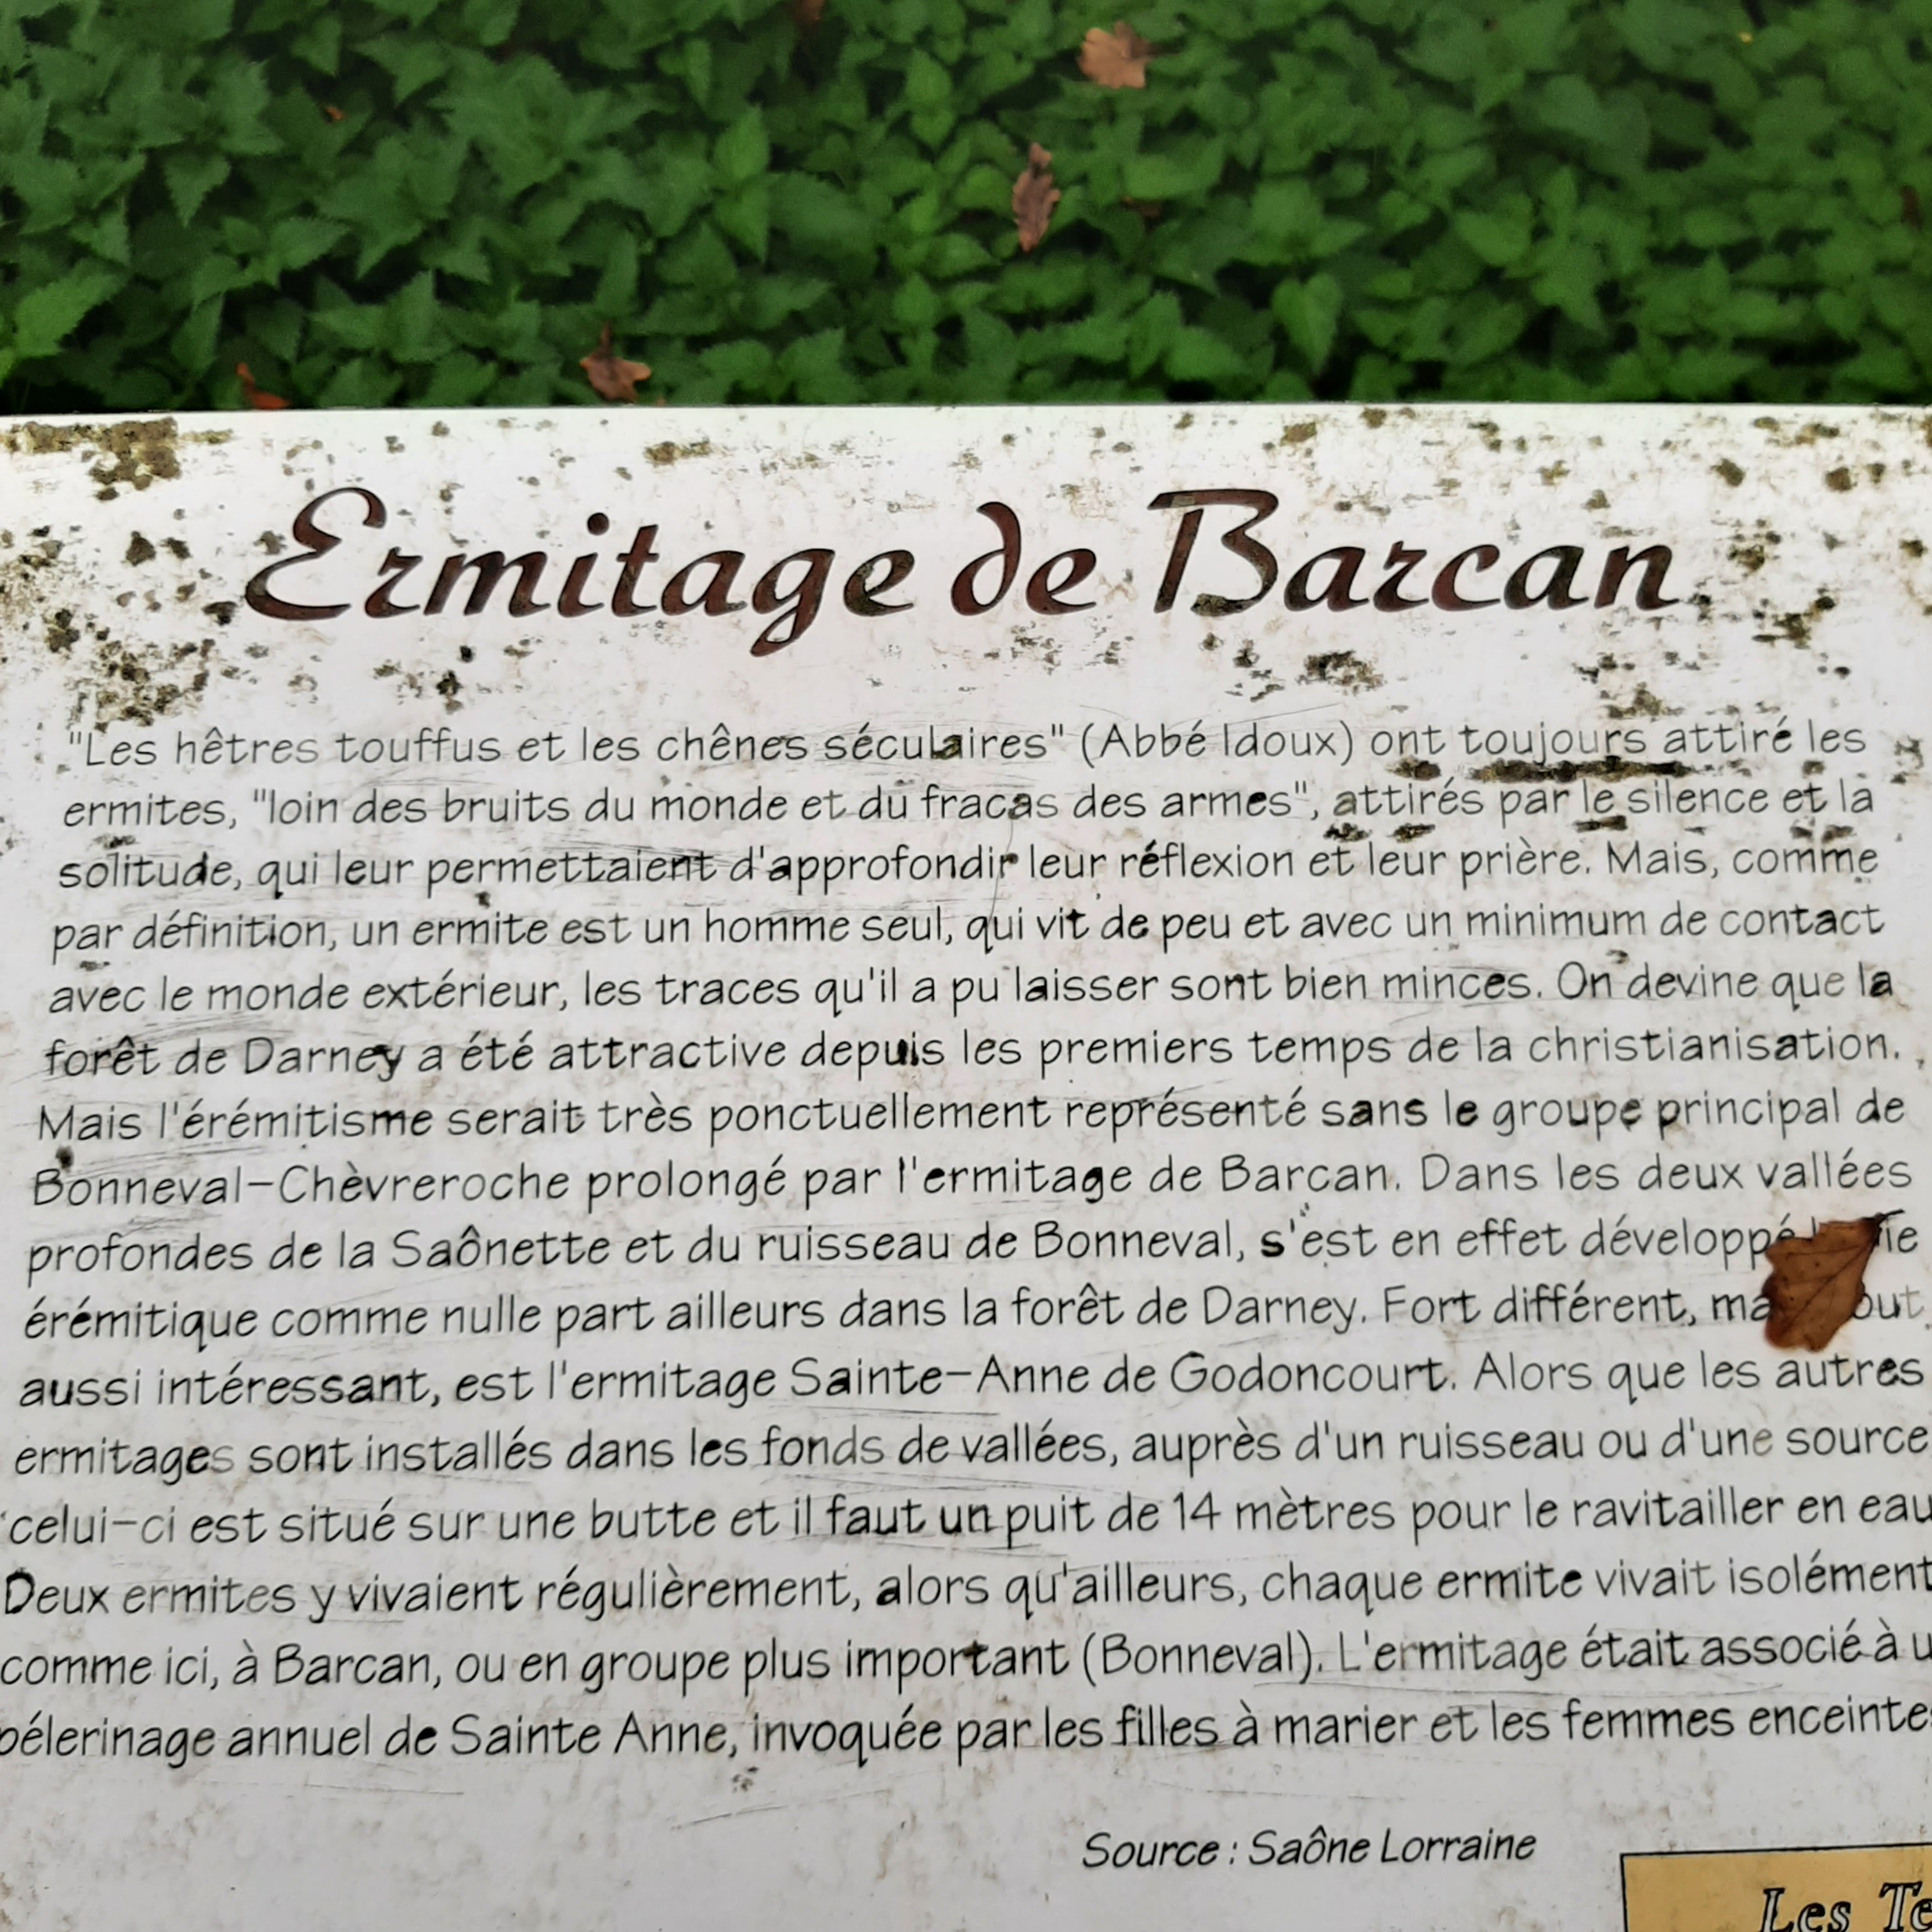 Ermitage de Barcan
"Les hêtres touffus et les chênes séculaires" (Abbé Idoux) ont toujours attiré les
ermites, "loin des bruits du monde et du fracas des armes", attirés par le silence et la
solitude, qui leur permettaient d'approfondir leur réflexion et leur prière. Mais, comme
par définition, un ermite est un homme seul, qui vit de peu et avec un minimum de contact
avec le monde extérieur, les traces qu'il a pu laisser sont bien minces. On devine que la
forêt de Darney a été attractive depuis les premiers temps de la christianisation.
Mais l'érémitisme serait très ponctuellement représenté sans le groupe principal de
Bonneval-Chèvreroche prolongé par l'ermitage de Barcan. Dans les deux vallées
profondes de la Saônette et du ruisseau de Bonneval, s'est en effet développé
érémitique comme nulle part ailleurs dans la forêt de Darney. Fort différent,
aussi intéressant, est l'ermitage Sainte-Anne de Godoncourt. Alors que les autres
ermitages sont installés dans les fonds de vallées, auprès d'un ruisseau ou d'une source
celui-ci est situé sur une butte et il faut un puit de 14 mètres pour le ravitailler en eau
Deux ermites y vivaient régulièrement, alors qu'ailleurs, chaque ermite vivait isolément
comme ici, à Barcan, ou en groupe plus important (Bonneval). L'ermitage était associé à
pélerinage annuel de Sainte Anne, invoquée par les filles à marier et les femmes enceintes
Source : Saône Lorraine
Les